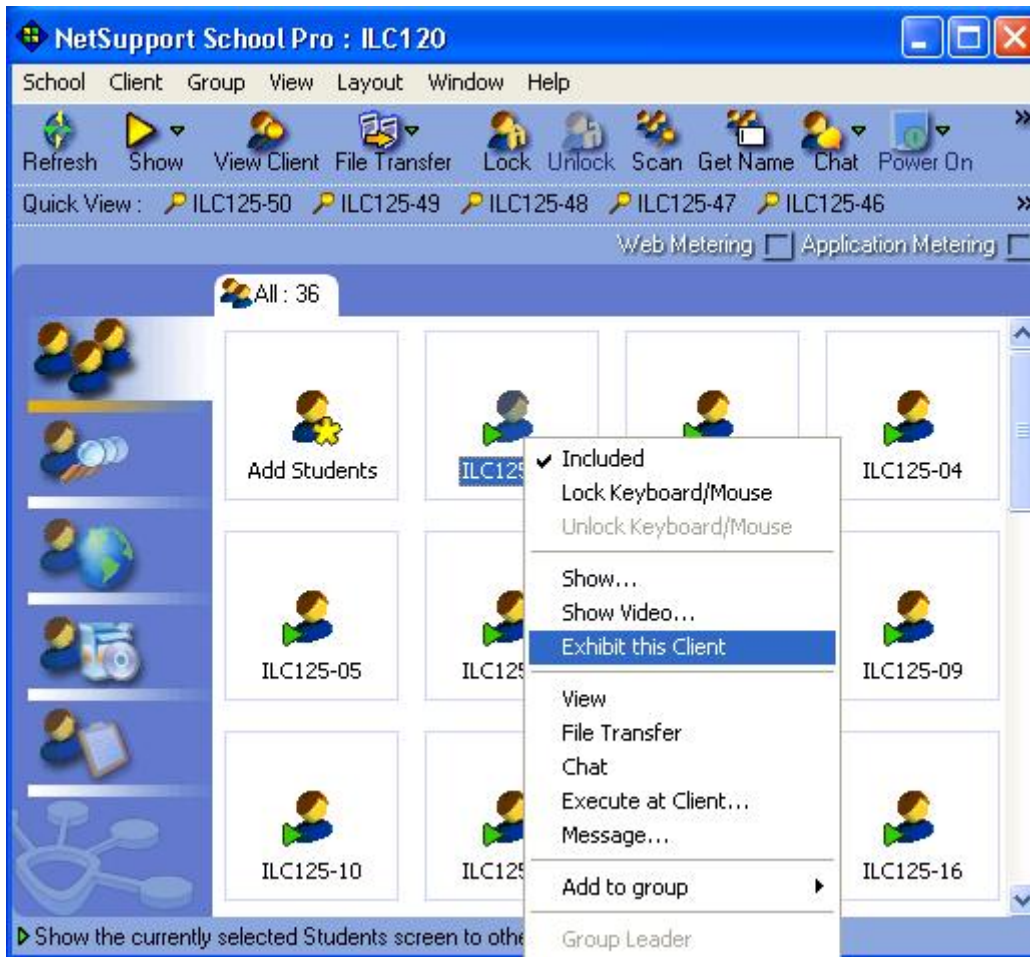 NetSupport School Pro : ILC120
School Client Group View Layout Window Help
Refresh Show View Client File Transfer Lock Unlock Scan Get Name Chat Power On
Quick View : ILC125-50 ILC125-49 ILC125-48 ILC125-47 ILC125-46
Web Metering Application Metering
All : 36
Add Students ILC125 ILC125-04
Included
Lock Keyboard/Mouse
Unlock Keyboard/Mouse
Show...
Show Video...
Exhibit this Client
ILC125-05 ILC125 ILC125-09
View
File Transfer
Chat
Execute at Client...
Message...
ILC125-10 ILC125 ILC125-16
Add to group
Show the currently selected Students screen to othe
Group Leader